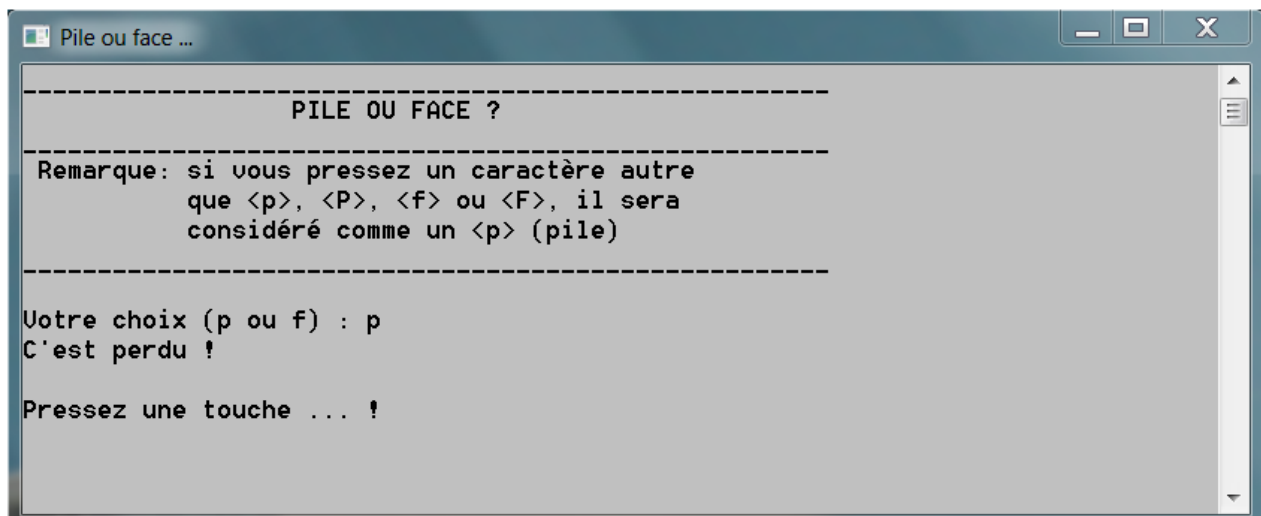 Pile ou face ...
------------------------------------------------------
PILE OU FACE ?
------------------------------------------------------
Remarque: si vous pressez un caractère autre
que <p>, <P>, <f> ou <F>, il sera
considéré comme un <p> (pile)
------------------------------------------------------
Votre choix (p ou f) : p
C'est perdu !
Pressez une touche ... !